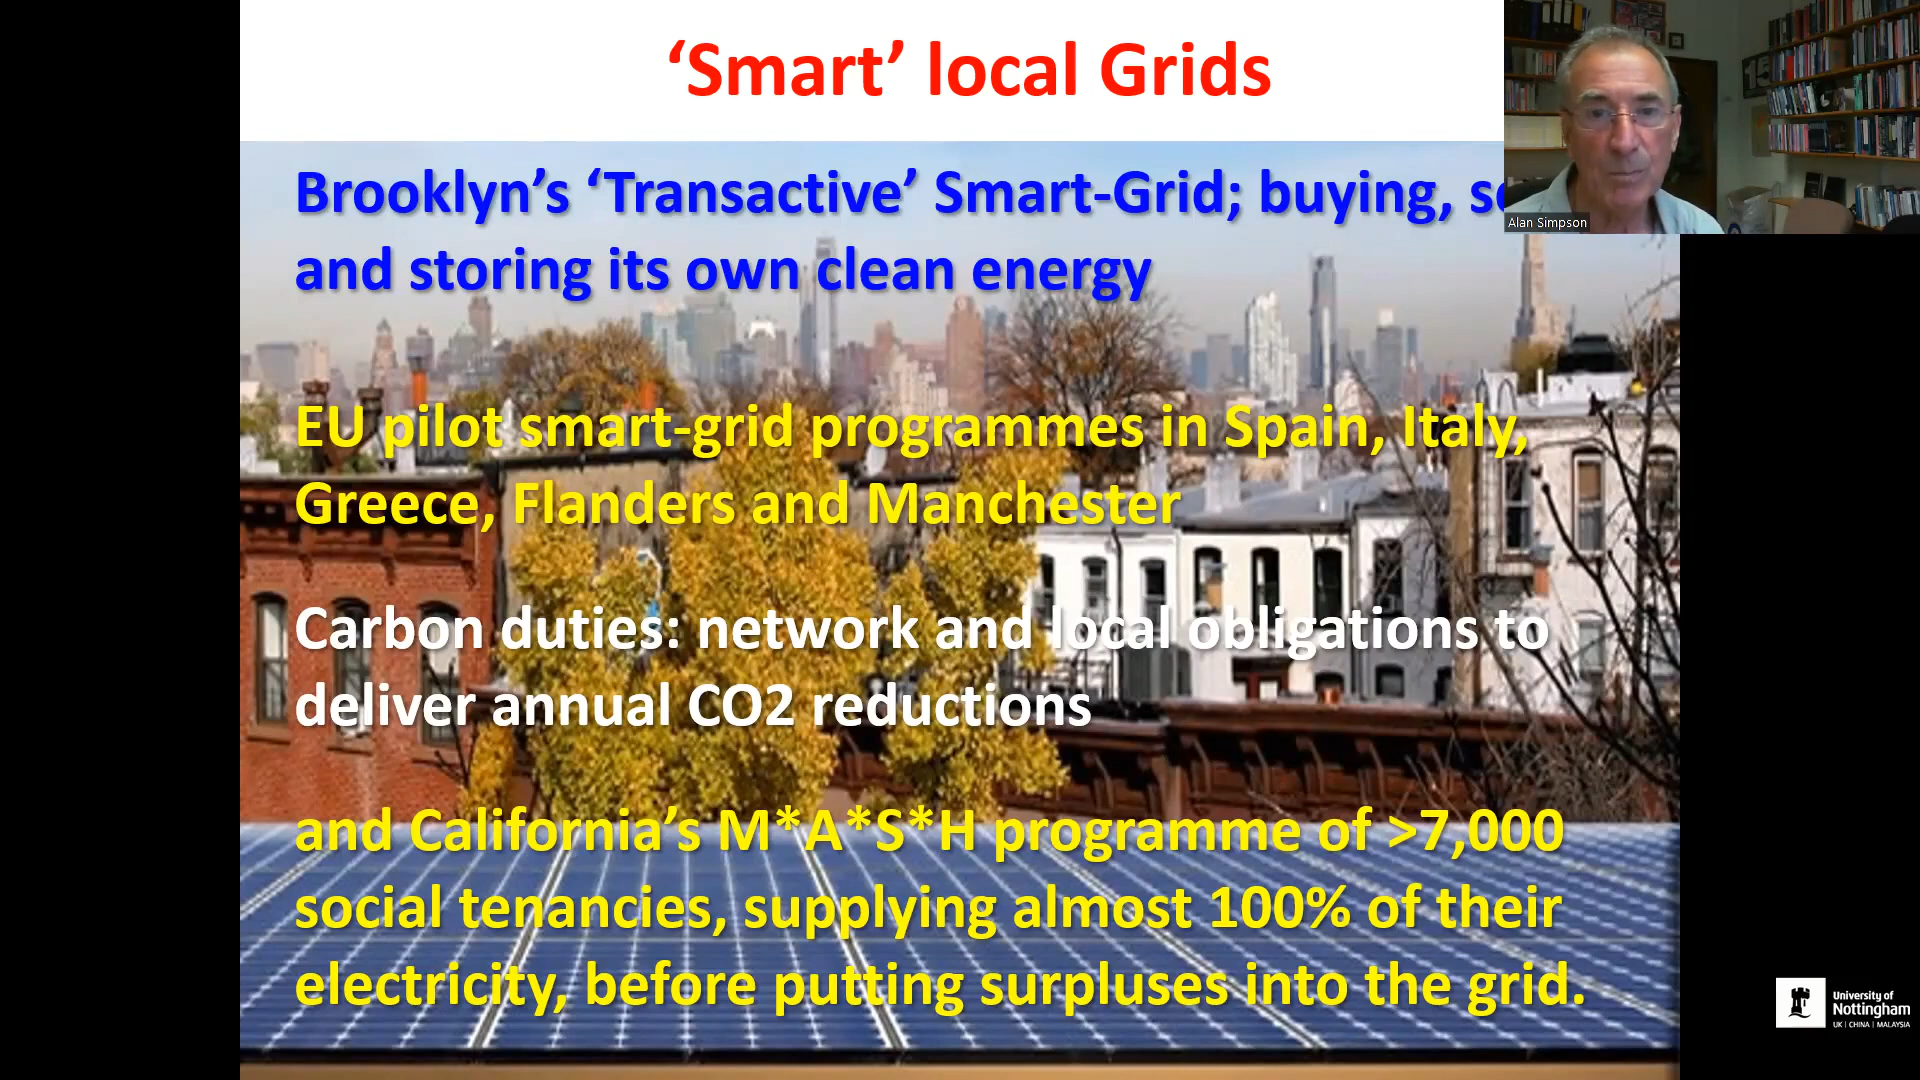 ‘Smart’ local Grids
Brooklyn’s ‘Transactive’ Smart-Grid; buying,
and storing its own clean energy
EU pilot smart-grid programmes in Spain, Italy,
Greece, Flanders and Manchester
Carbon duties: network and local obligations to
deliver annual CO2 reductions
and California’s M*A*S*H programme of >7,000
social tenancies, supplying almost 100% of their
electricity, before putting surpluses into the grid.
15
Alan Simpson
University of
Nottingham
UK | CHINA | MALAYSIA